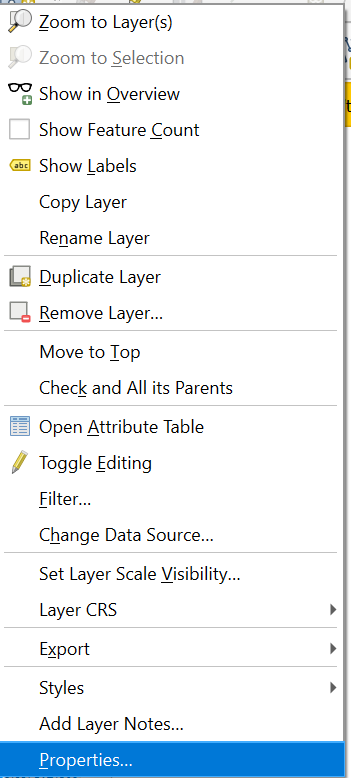 Zoom to Layer(s)
Zoom to Selection
Show in Overview
Show Feature Count
abc Show Labels
Copy Layer
Rename Layer
Duplicate Layer
Remove Layer...
Move to Top
Check and All its Parents
Open Attribute Table
Toggle Editing
Filter...
Change Data Source...
Set Layer Scale Visibility...
Layer CRS
Export
Styles
Add Layer Notes...
Properties...